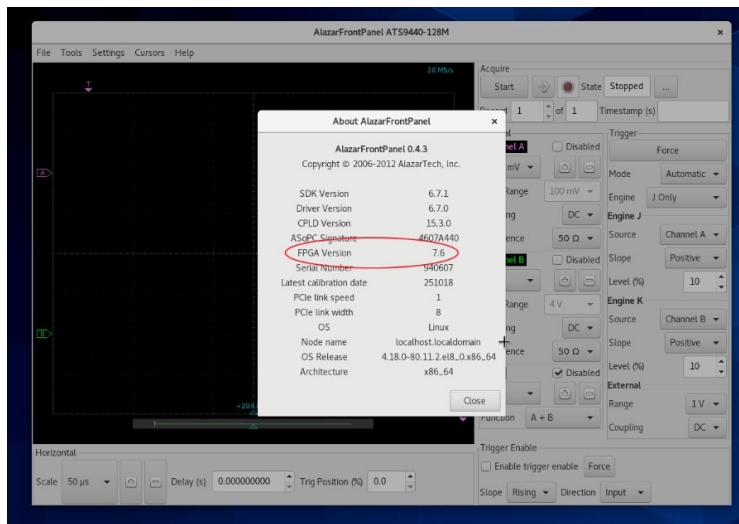 AlazarFrontPanel ATS9440-128M ×
File Tools Settings Cursors Help
20 MS/s
T
A
B
T
Acquire
Start State Stopped ...
1 of 1 Timestamp (s)
About AlazarFrontPanel ×
AlazarFrontPanel 0.4.3
Copyright © 2006-2012 AlazarTech, Inc.
SDK Version 6.7.1
Driver Version 6.7.0
CPLD Version 15.3.0
ASoPC Signature 4607A440
FPGA Version 7.6
Serial Number 940607
Latest calibration date 251018
PCIe link speed 1
PCIe link width 8
OS Linux
Node name localhost.localdomain
OS Release 4.18.0-80.11.2.el8_0.x86_64
Architecture x86_64
Close
nel A Disabled
mV
Range 100 mV
ng DC
ence 50 Ω
nel B Disabled
Range 4 V
ng DC
ence 50 Ω
Disabled
Function A + B
Trigger
Force
Mode Automatic
Engine J Only
Engine J
Source Channel A
Slope Positive
Level (%) 10
Engine K
Source Channel B
Slope Positive
Level (%) 10
External
Range 1 V
Coupling DC
Horizontal
Scale 50 µs Delay (s) 0.000000000 Trig Position (%) 0.0
Trigger Enable
Enable trigger enable Force
Slope Rising Direction Input